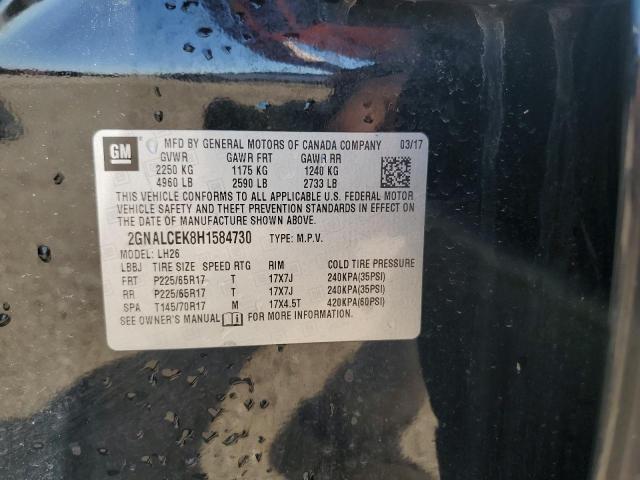 GM MFD BY GENERAL MOTORS OF CANADA COMPANY 03/17
GVWR GAWR FRT GAWR RR
2250 KG 1175 KG 1240 KG
4960 LB 2590 LB 2733 LB
THIS VEHICLE CONFORMS TO ALL APPLICABLE U.S. FEDERAL MOTOR
VEHICLE SAFETY AND THEFT PREVENTION STANDARDS IN EFFECT ON
THE DATE OF MANUFACTURE SHOWN ABOVE.
2GNALCEK8H1584730 TYPE: M.P.V.
MODEL: LH26
LBBJ TIRE SIZE SPEED RTG RIM COLD TIRE PRESSURE
FRT P225/65R17 T 17X7J 240KPA(35PSI)
RR P225/65R17 T 17X7J 240KPA(35PSI)
SPA T145/70R17 M 17X4.5T 420KPA(60PSI)
SEE OWNER'S MANUAL FOR MORE INFORMATION.